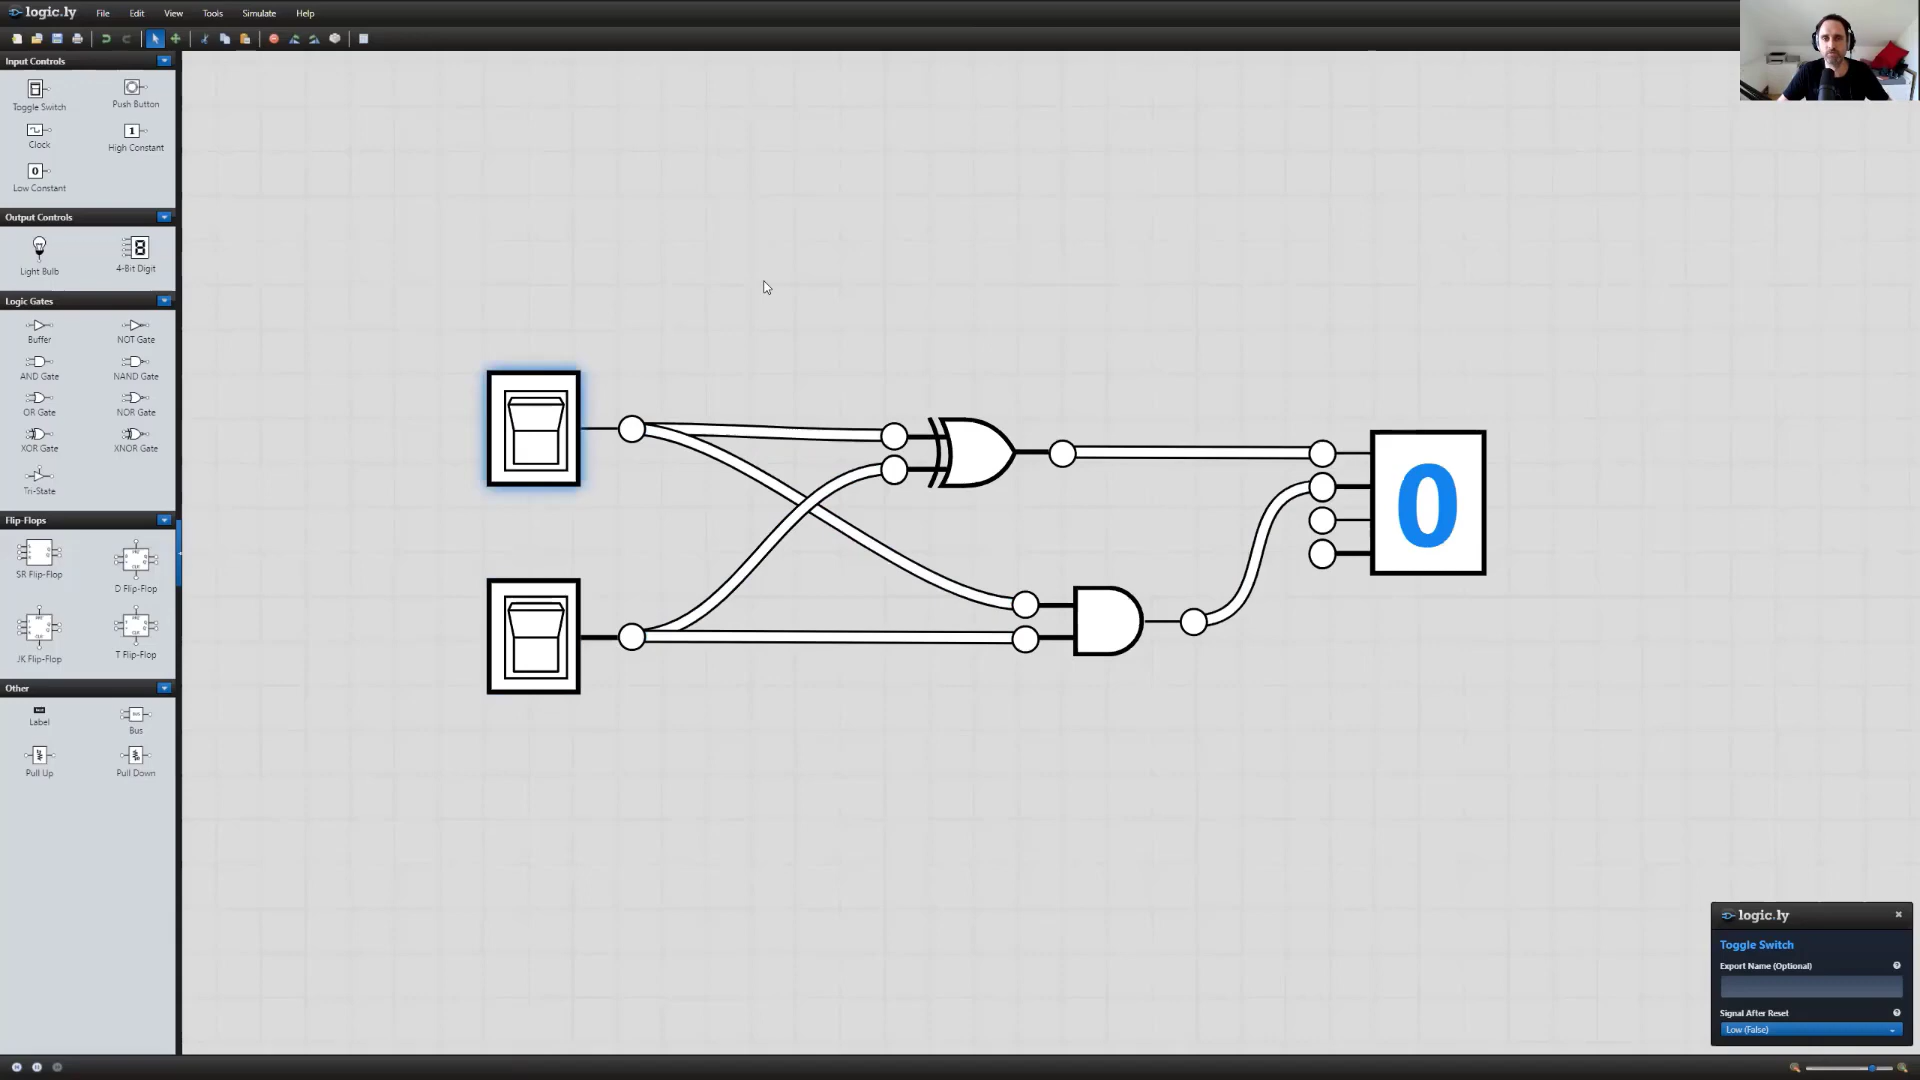 logic.ly File Edit View Tools Simulate Help
Input Controls
Toggle Switch Push Button
Clock 1
High Constant
0
Low Constant
Output Controls
8
Light Bulb 4-Bit Digit
Logic Gates
Buffer NOT Gate
AND Gate NAND Gate
OR Gate NOR Gate
XOR Gate XNOR Gate
Tri-State
Flip-Flops
SR Flip-Flop D Flip-Flop
JK Flip-Flop T Flip-Flop
Other
Label Bus
Pull Up Pull Down
0
logic.ly
Toggle Switch
Export Name (Optional)
Signal After Reset
Low (False)